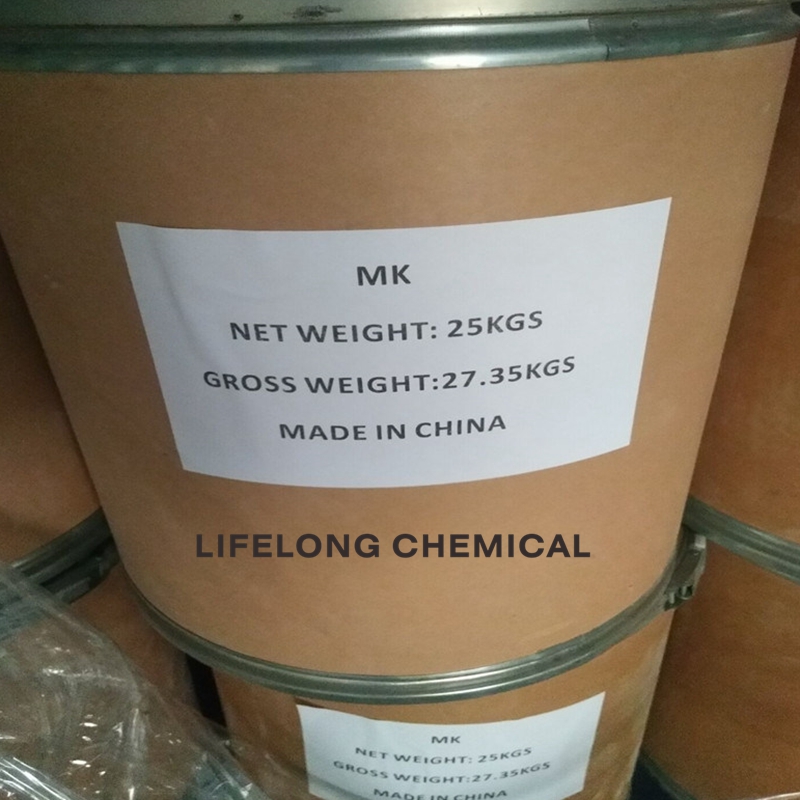 MK
NET WEIGHT: 25KGS
GROSS WEIGHT:27.35KGS
MADE IN CHINA
LIFELONG CHEMICAL
MK
NET WEIGHT: 25KGS
GROSS WEIGHT:27.35KGS
MADE IN CHINA